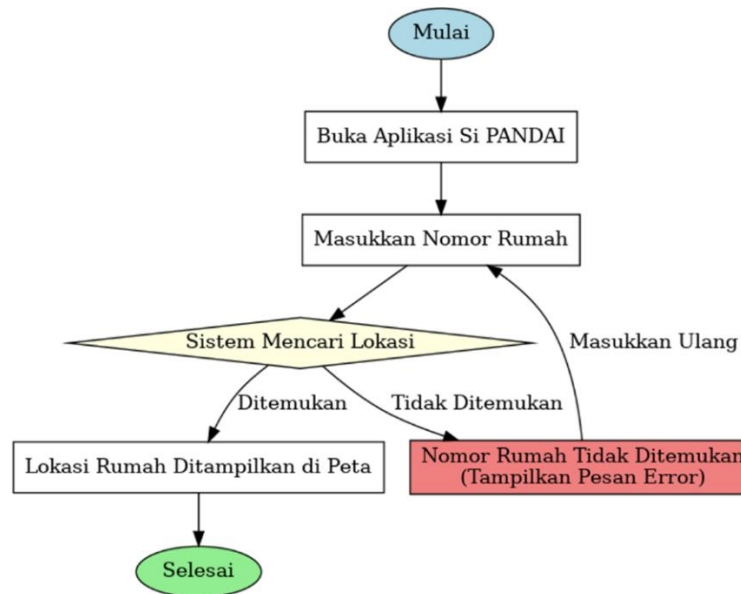 Mulai
Buka Aplikasi Si PANDAI
Masukkan Nomor Rumah
Sistem Mencari Lokasi
Masukkan Ulang
Ditemukan
Tidak Ditemukan
Lokasi Rumah Ditampilkan di Peta
Nomor Rumah Tidak Ditemukan
(Tampilkan Pesan Error)
Selesai